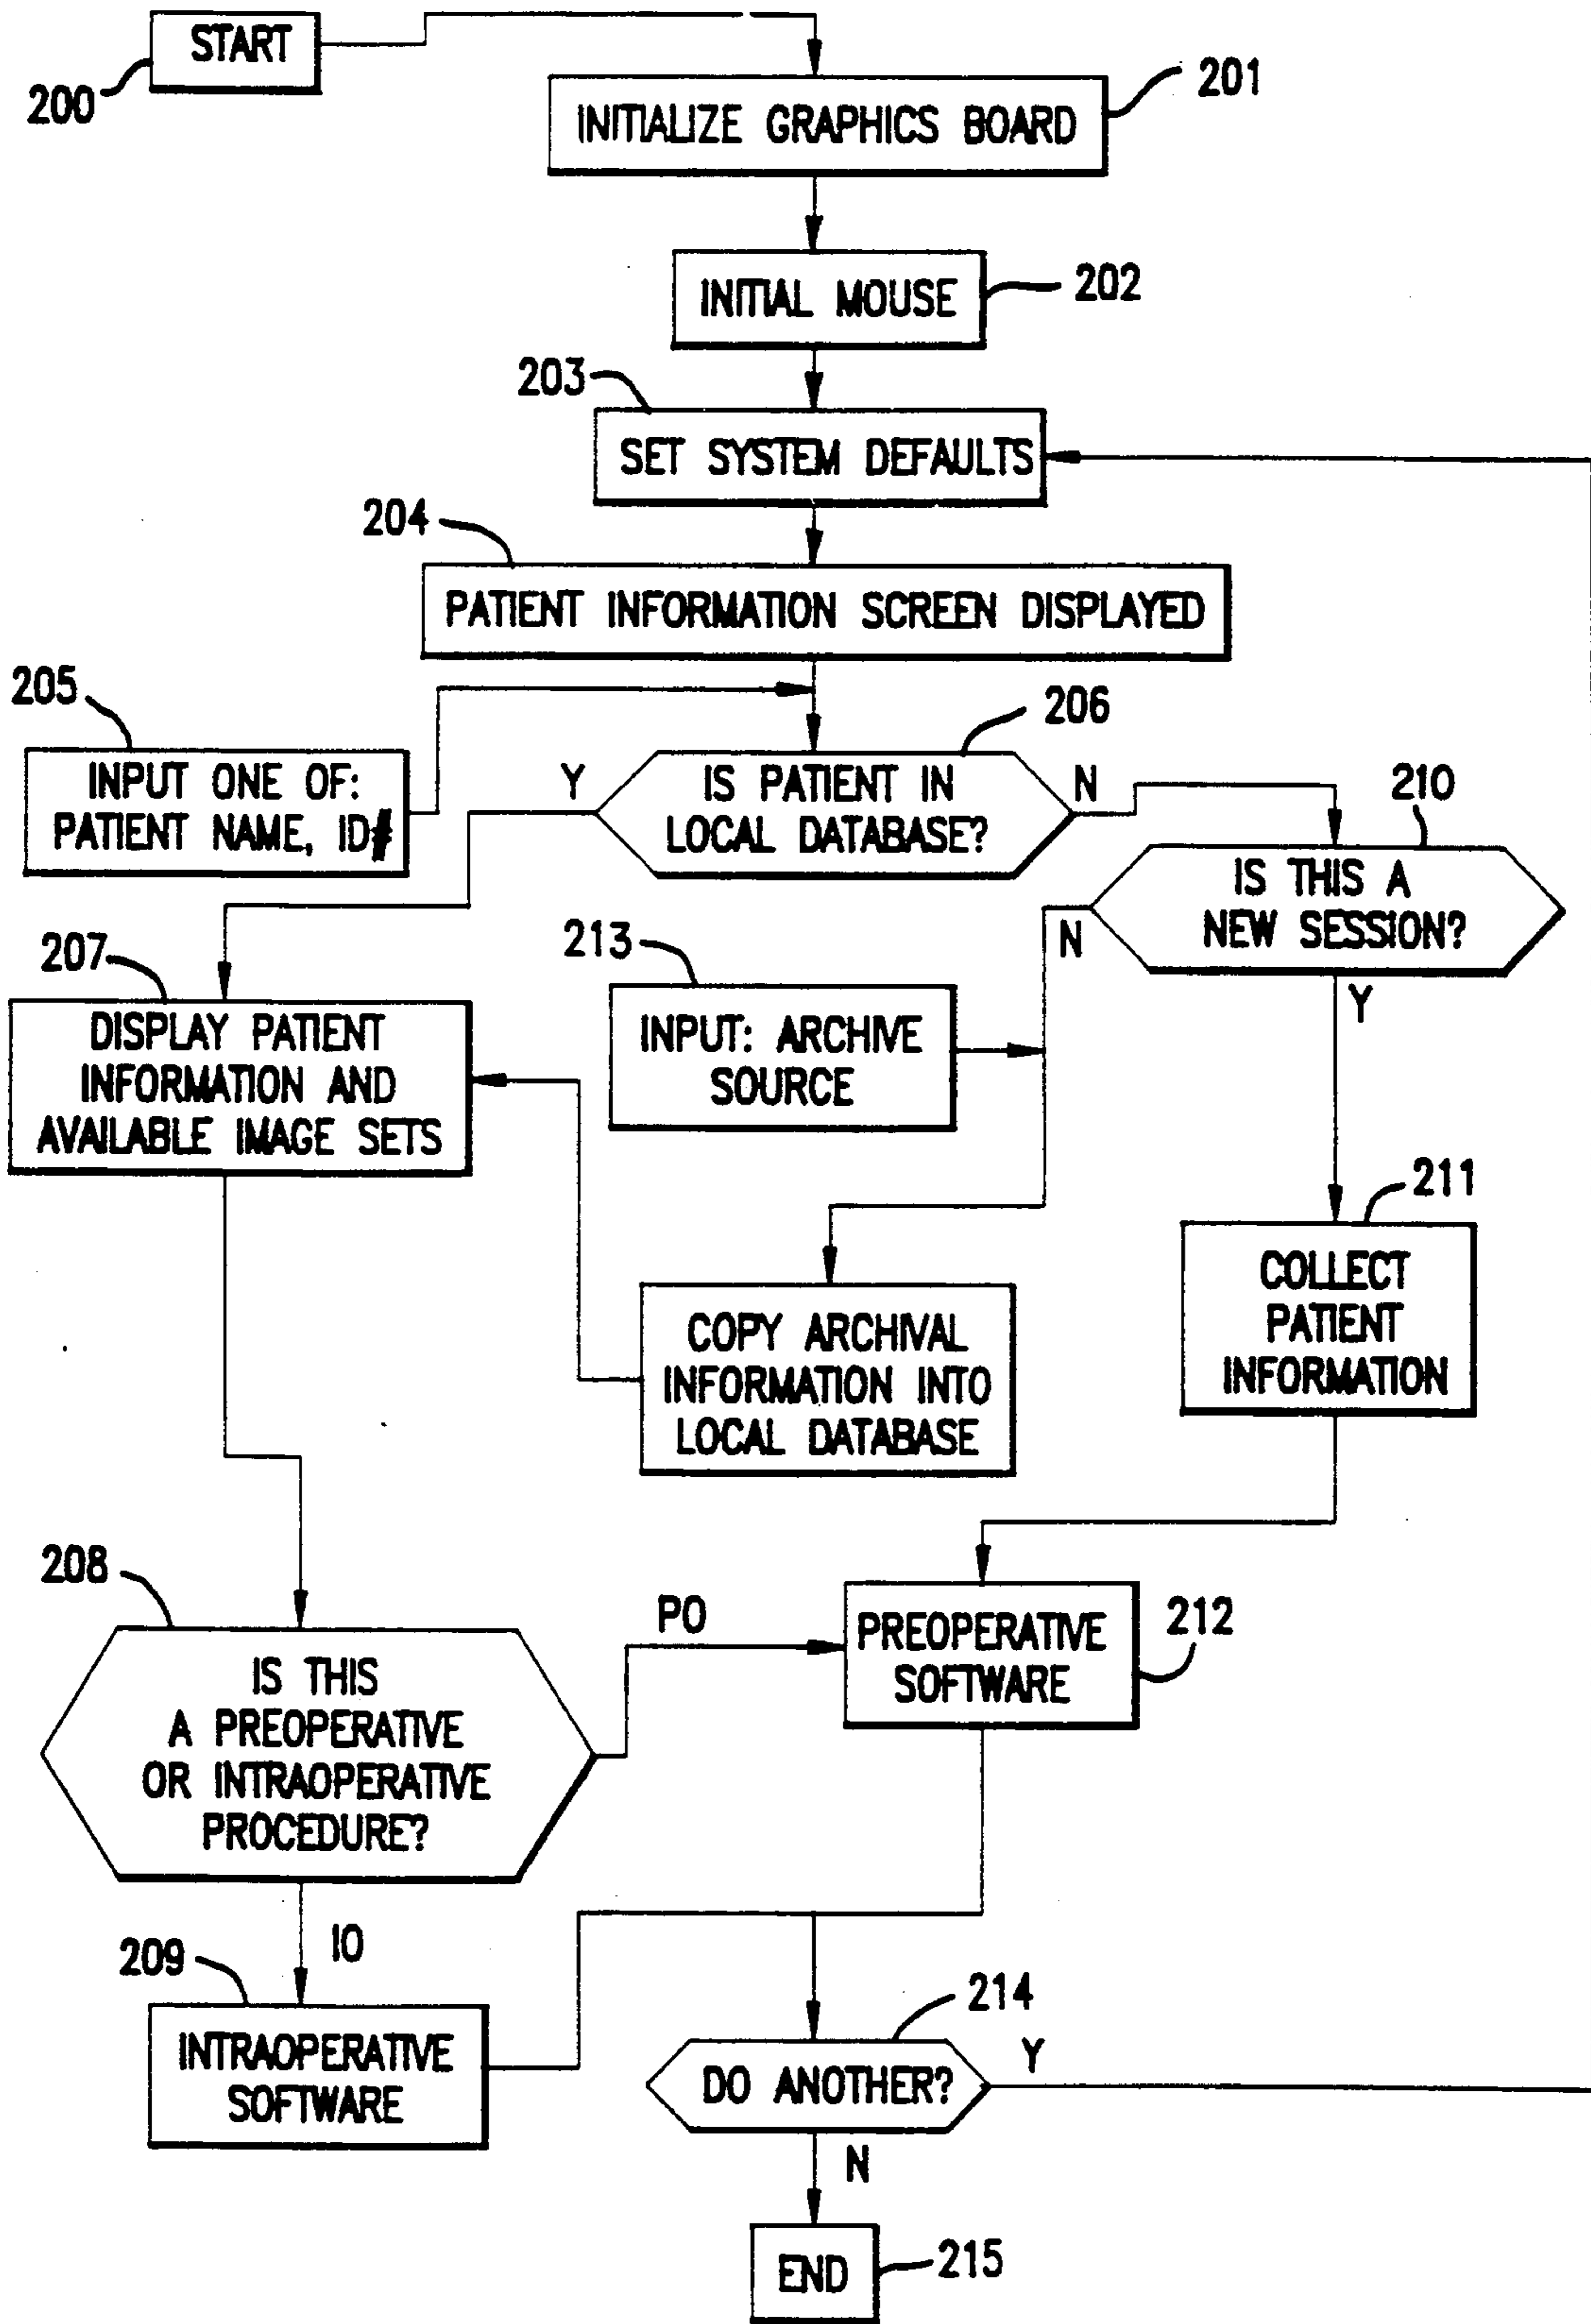 START
200
201
INITIALIZE GRAPHICS BOARD
INITIAL MOUSE
202
203
SET SYSTEM DEFAULTS
204
PATIENT INFORMATION SCREEN DISPLAYED
205
INPUT ONE OF:
PATIENT NAME, ID#
206
Y
IS PATIENT IN
LOCAL DATABASE?
N
210
IS THIS A
NEW SESSION?
N
Y
207
DISPLAY PATIENT
INFORMATION AND
AVAILABLE IMAGE SETS
213
INPUT: ARCHIVE
SOURCE
211
COLLECT
PATIENT
INFORMATION
COPY ARCHIVAL
INFORMATION INTO
LOCAL DATABASE
208
IS THIS
A PREOPERATIVE
OR INTRAOPERATIVE
PROCEDURE?
PO
PREOPERATIVE
SOFTWARE
212
IO
209
INTRAOPERATIVE
SOFTWARE
214
DO ANOTHER?
Y
N
END
215